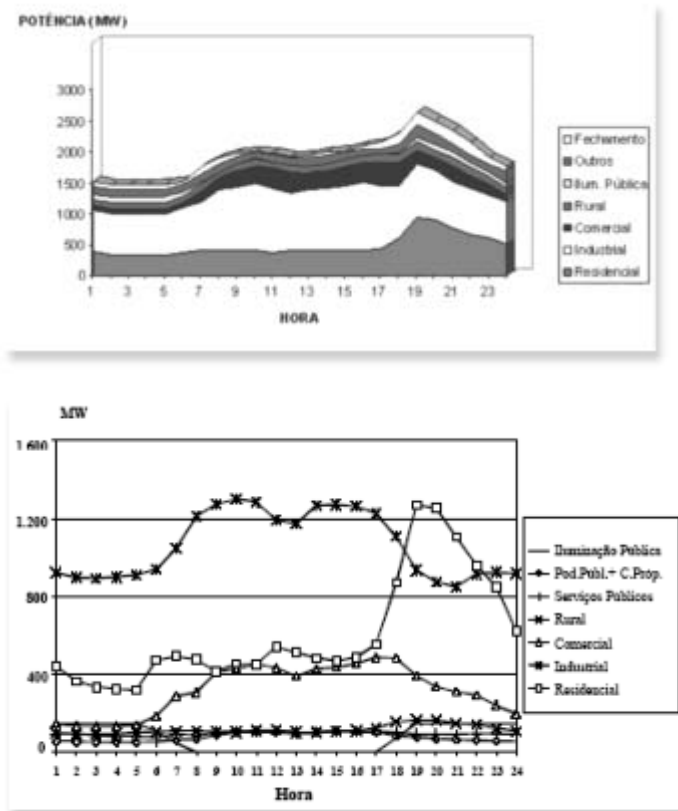 POTÊNCIA (MW)
3000
2500
2000
1500
1000
500
0
1 3 5 7 9 11 13 15 17 19 21 23
HORA
Fechamento
Outros
Ilum. Pública
Rural
Comercial
Industrial
Residencial
MW
1.600
1.200
800
400
0
1 2 3 4 5 6 7 8 9 10 11 12 13 14 15 16 17 18 19 20 21 22 23 24
Hora
Iluminação Pública
Pod.Públ.+ C.Próp.
Serviços Públicos
Rural
Comercial
Industrial
Residencial